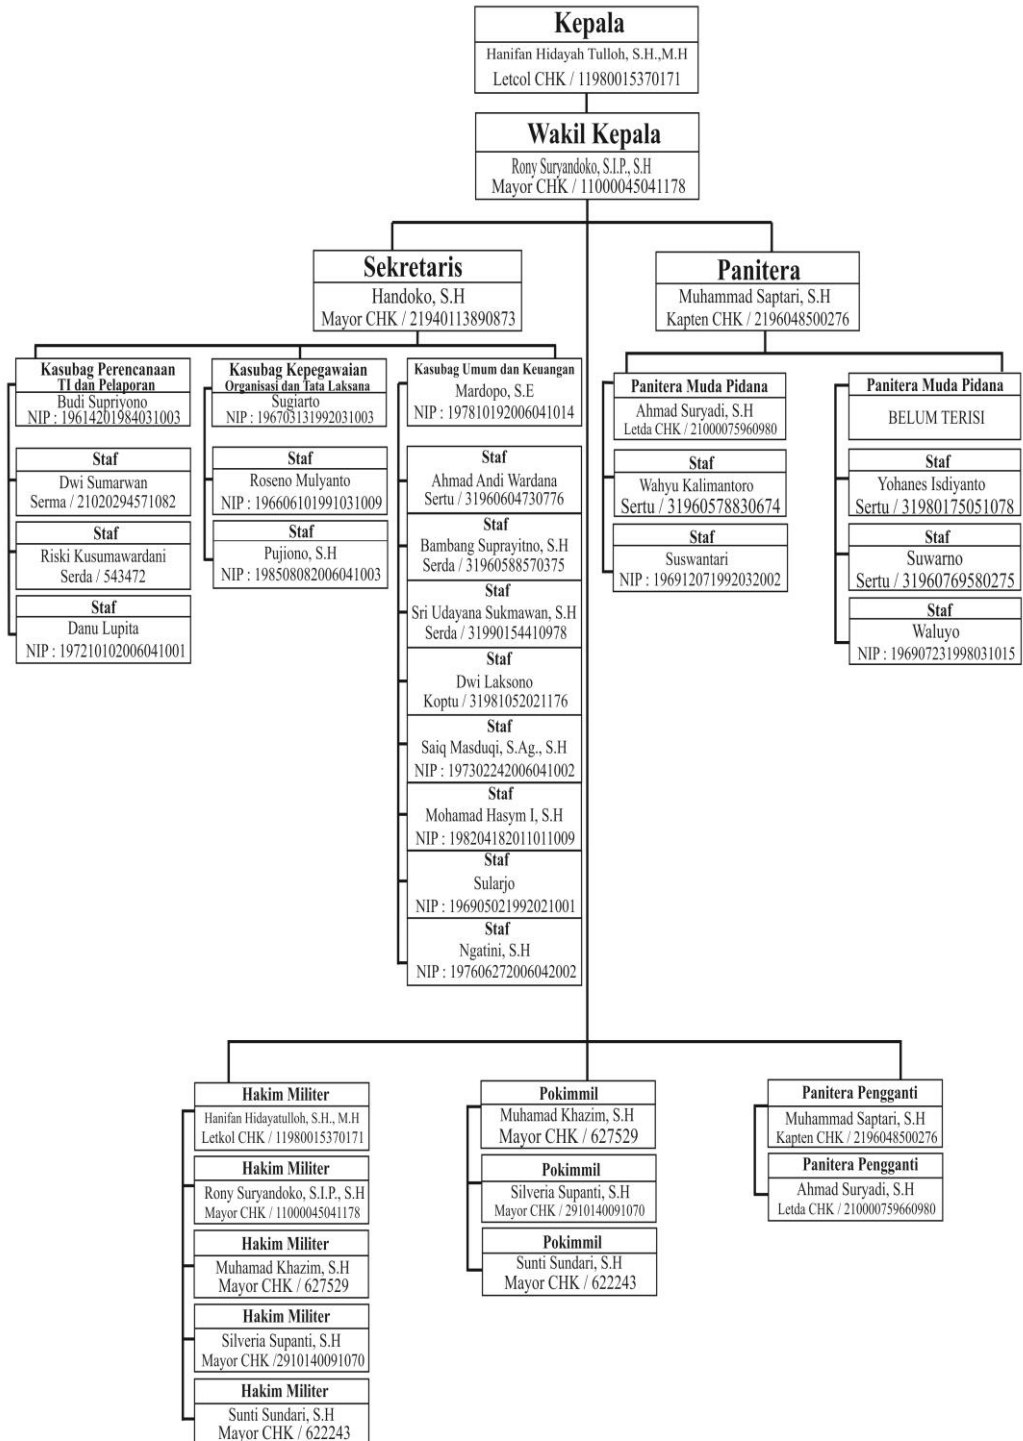 Kepala
Hanifan Hidayah Tulloh, S.H.,M.H
Letcol CHK / 11980015370171
Wakil Kepala
Rony Suryandoko, S.I.P., S.H
Mayor CHK / 11000045041178
Sekretaris
Handoko, S.H
Mayor CHK / 21940113890873
Panitera
Muhammad Saptari, S.H
Kapten CHK / 2196048500276
Kasubag Perencanaan
TI dan Pelaporan
Budi Supriyono
NIP : 19614201984031003
Staf
Dwi Sumarwan
Serma / 21020294571082
Staf
Riski Kusumawardani
Serda / 543472
Staf
Danu Lupita
NIP : 197210102006041001
Kasubag Kepegawaian
Organisasi dan Tata Laksana
Sugiarto
NIP : 196703131992031003
Staf
Roseno Mulyanto
NIP : 196606101991031009
Staf
Pujiono, S.H
NIP : 198508082006041003
Kasubag Umum dan Keuangan
Mardopo, S.E
NIP : 197810192006041014
Staf
Ahmad Andi Wardana
Sertu / 31960604730776
Staf
Bambang Suprayitno, S.H
Serda / 31960588570375
Staf
Sri Udayana Sukmawan, S.H
Serda / 31990154410978
Staf
Dwi Laksono
Koptu / 31981052021176
Staf
Saiq Masduqi, S.Ag., S.H
NIP : 197302242006041002
Staf
Mohamad Hasym I, S.H
NIP : 198204182011011009
Staf
Sularjo
NIP : 196905021992021001
Staf
Ngatini, S.H
NIP : 197606272006042002
Panitera Muda Pidana
Ahmad Suryadi, S.H
Letda CHK / 21000075960980
Staf
Wahyu Kalimantoro
Sertu / 31960578830674
Staf
Suswantari
NIP : 196912071992032002
Panitera Muda Pidana
BELUM TERISI
Staf
Yohanes Isdiyanto
Sertu / 31980175051078
Staf
Suwarno
Sertu / 31960769580275
Staf
Waluyo
NIP : 196907231998031015
Hakim Militer
Hanifan Hidayatulloh, S.H., M.H
Letkol CHK / 11980015370171
Hakim Militer
Rony Suryandoko, S.I.P., S.H
Mayor CHK / 11000045041178
Hakim Militer
Muhamad Khazim, S.H
Mayor CHK / 627529
Hakim Militer
Silveria Supanti, S.H
Mayor CHK /2910140091070
Hakim Militer
Sunti Sundari, S.H
Mayor CHK / 622243
Pokimmil
Muhamad Khazim, S.H
Mayor CHK / 627529
Pokimmil
Silveria Supanti, S.H
Mayor CHK / 2910140091070
Pokimmil
Sunti Sundari, S.H
Mayor CHK / 622243
Panitera Pengganti
Muhammad Saptari, S.H
Kapten CHK / 2196048500276
Panitera Pengganti
Ahmad Suryadi, S.H
Letda CHK / 210000759660980